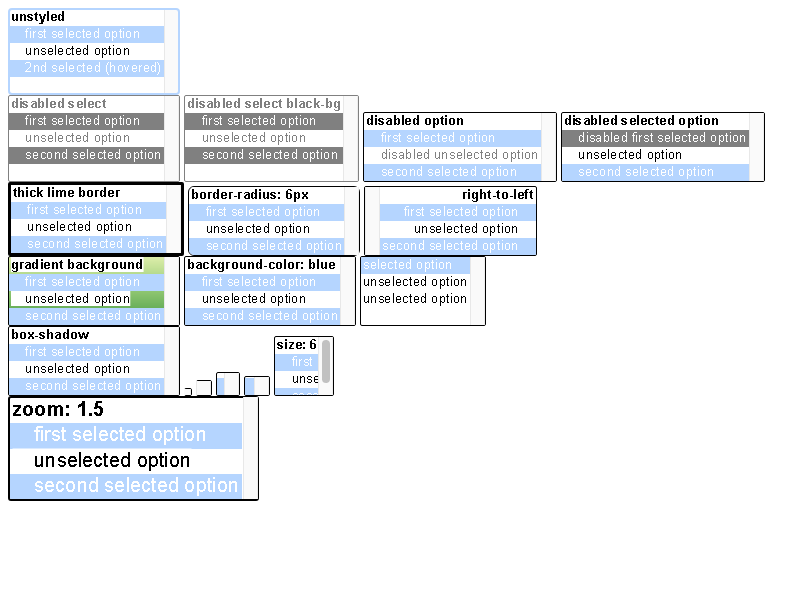 unstyled
first selected option
unselected option
2nd selected (hovered)
disabled select
first selected option
unselected option
second selected option
disabled select black-bg
first selected option
unselected option
second selected option
disabled option
first selected option
disabled unselected option
second selected option
disabled selected option
disabled first selected option
unselected option
second selected option
thick lime border
first selected option
unselected option
second selected option
border-radius: 6px
first selected option
unselected option
second selected option
right-to-left
first selected option
unselected option
second selected option
gradient background
first selected option
unselected option
second selected option
background-color: blue
first selected option
unselected option
second selected option
selected option
unselected option
unselected option
box-shadow
first selected option
unselected option
second selected option
size: 6
first
unse
zoom: 1.5
first selected option
unselected option
second selected option